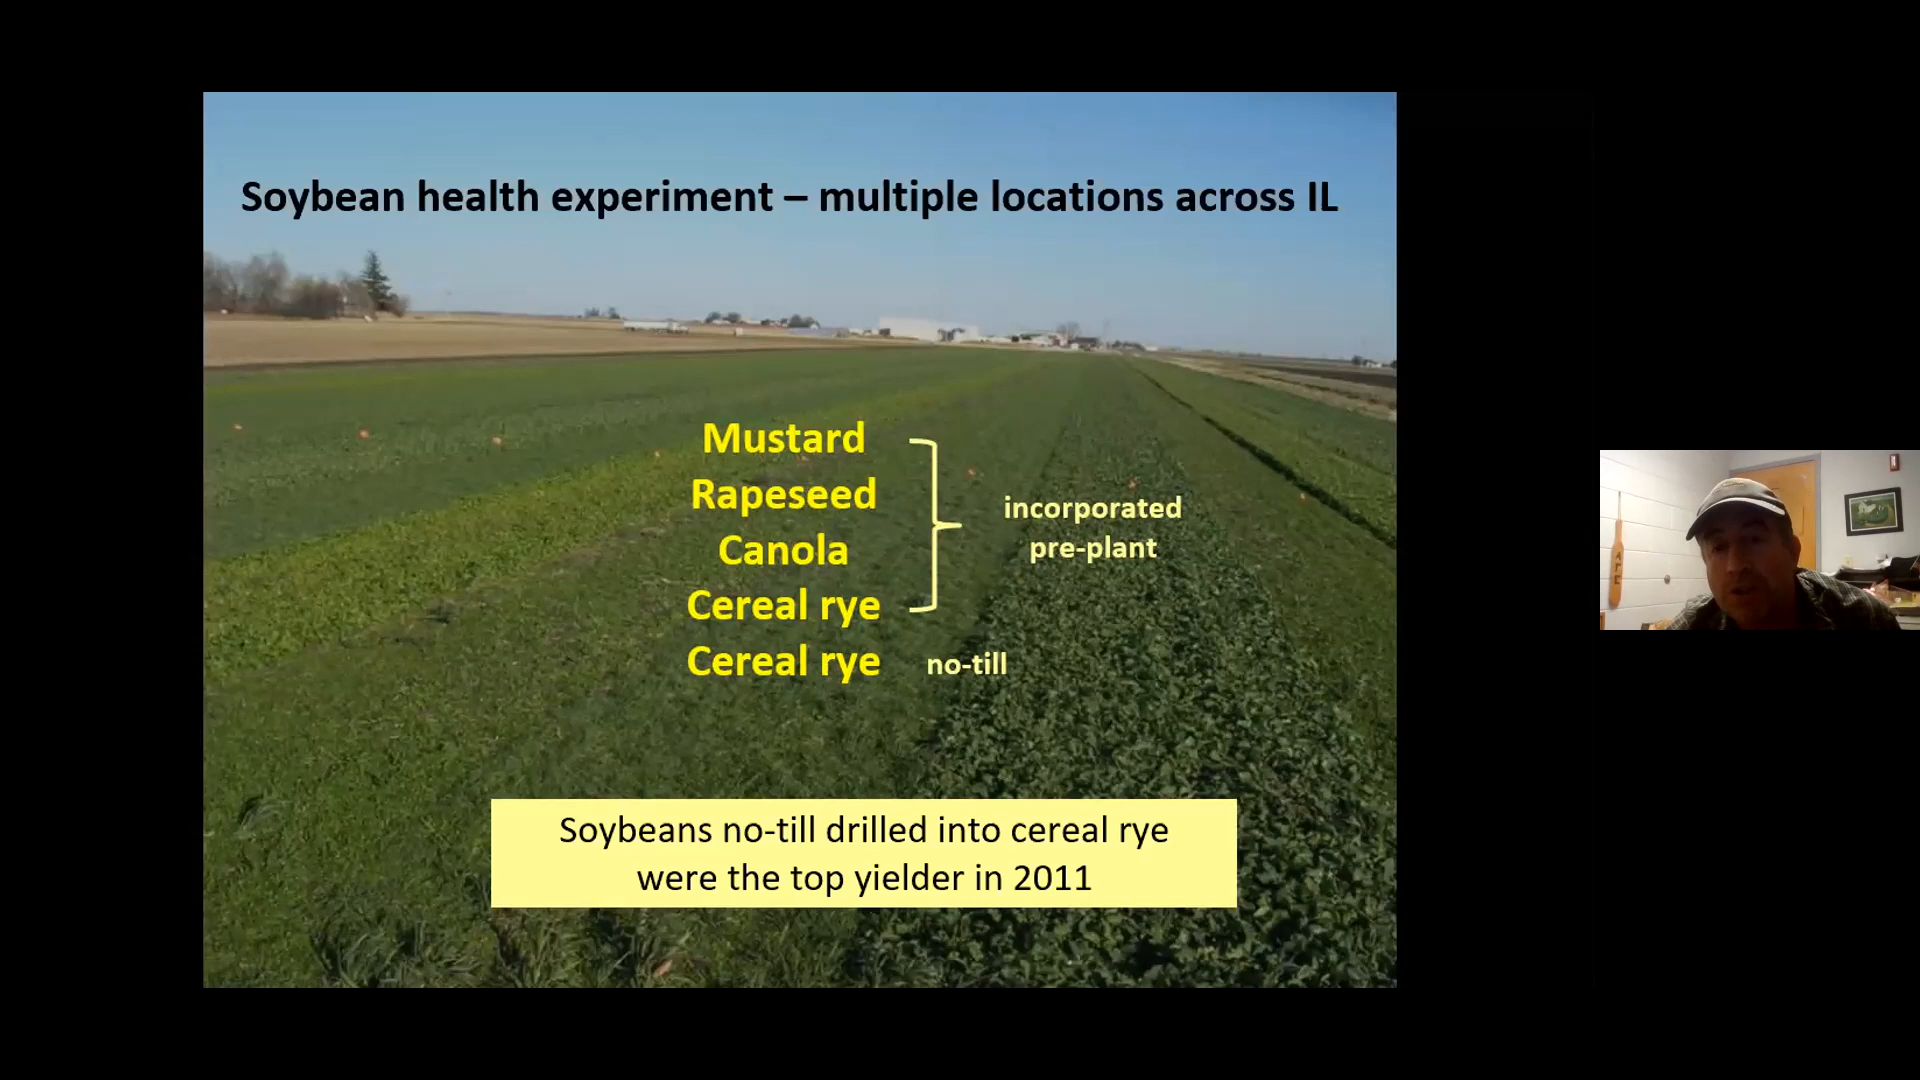 Soybean health experiment – multiple locations across IL
Mustard
Rapeseed
Canola
Cereal rye
incorporated
pre-plant
Cereal rye no-till
Soybeans no-till drilled into cereal rye
were the top yielder in 2011